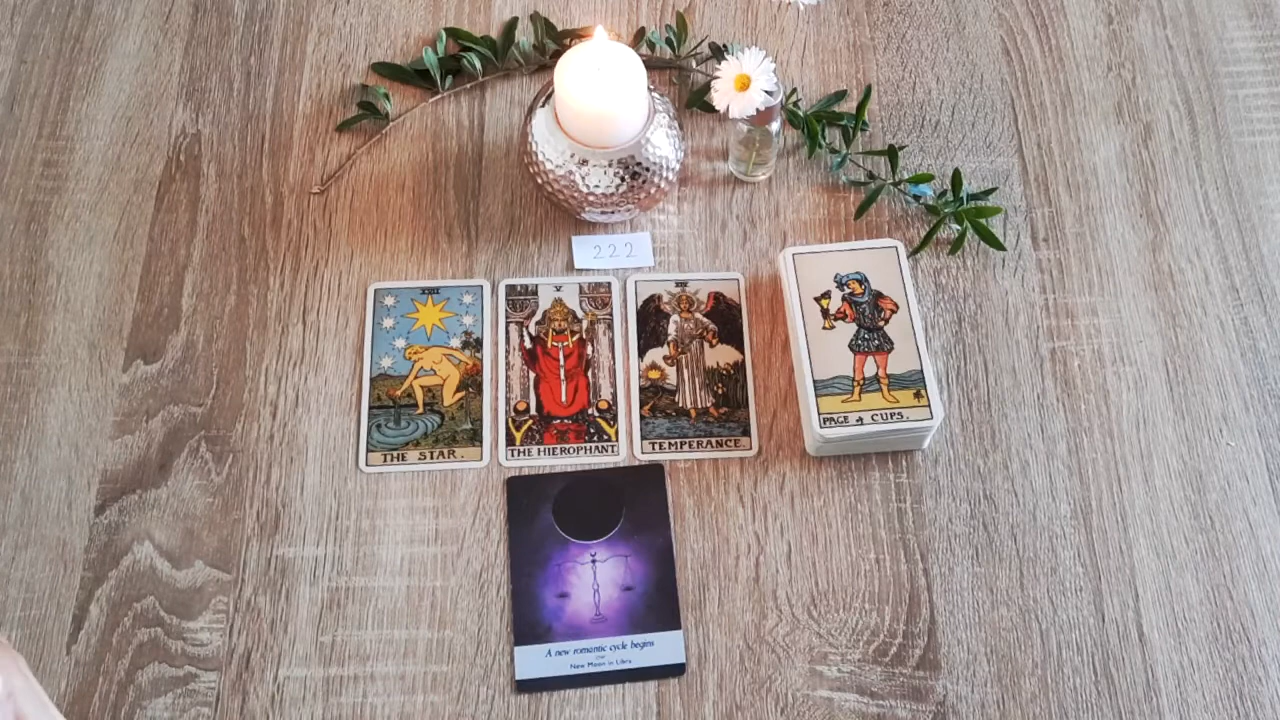 222
XVII
THE STAR.
V
THE HIEROPHANT
XIV
TEMPERANCE.
PAGE of CUPS.
A new romantic cycle begins
New Moon in Libra